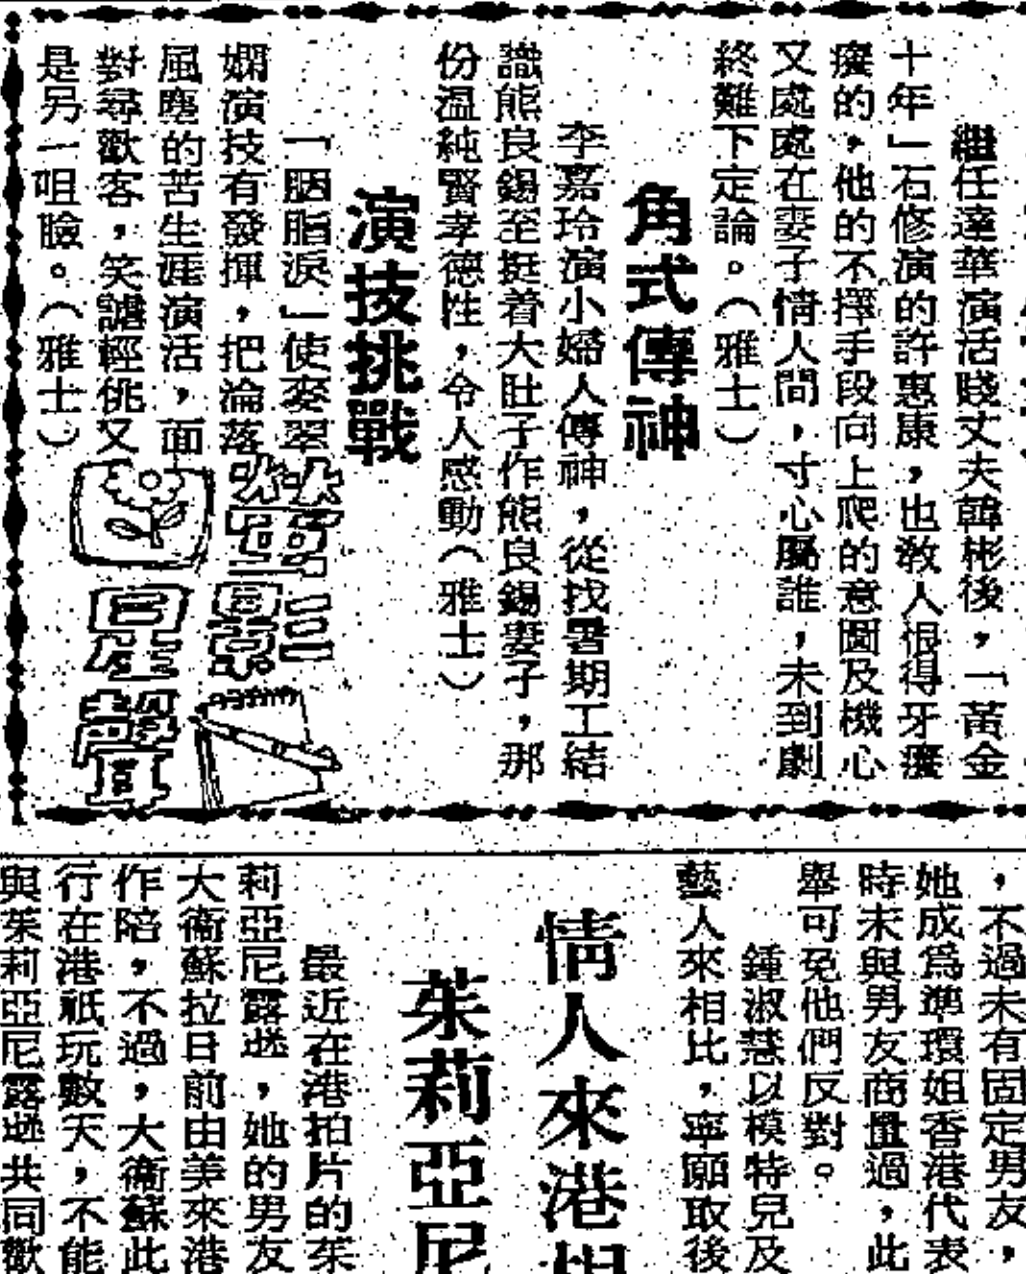 繼任達華演活賤丈夫韓彬後，「黃金
十年」石修演的許惠康，也教人恨得牙癢
癢的，他的不擇手段向上爬的意圖及機心
又處處在妻子情人間，寸心屬誰，未到劇
終難下定論。（雅士）
角式傳神
李嘉玲演小婦人傳神，從找暑期工結
識熊良錫至挺着大肚子作熊良錫妻子，那
份溫純賢孝德性，令人感動（雅士）
演技挑戰
「胭脂淚」使麥翠
嫻演技有發揮，把淪落
風塵的苦生涯演活，面
對尋歡客，笑謔輕佻又
是另一咀臉。（雅士）
螢影
星聲
，不過未有固定男友，
她成爲準環姐香港代表
時未與男友商量過，此
舉可免他們反對。
鍾淑慧以模特兒及
藝人來相比，寧願取後
情人來港
茱莉亞尼
最近在港拍片的茱
莉亞尼露遜，她的男友
大衞蘇拉日前由美來港
作陪，不過，大衞蘇此
行在港祇玩數天，不能
與茱莉亞尼露遜共同歡